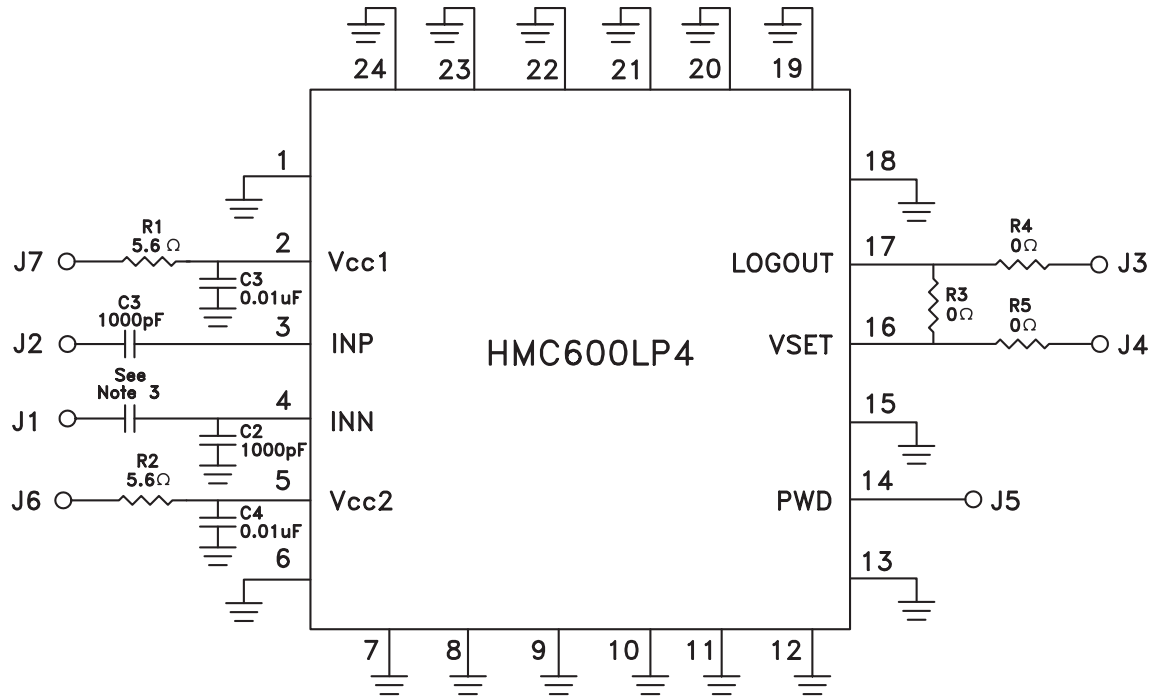 24 23 22 21 20 19
1
18
R1
5.6 Ω
J7
2
Vcc1
C3
0.01uF
LOGOUT
17
R4
0Ω
J3
C3
1000pF
J2
3
INP
HMC600LP4
VSET
16
R3
0Ω
R5
0Ω
J4
See
Note 3
J1
4
INN
C2
1000pF
15
R2
5.6Ω
J6
5
Vcc2
C4
0.01uF
PWD
14
J5
6
13
7 8 9 10 11 12